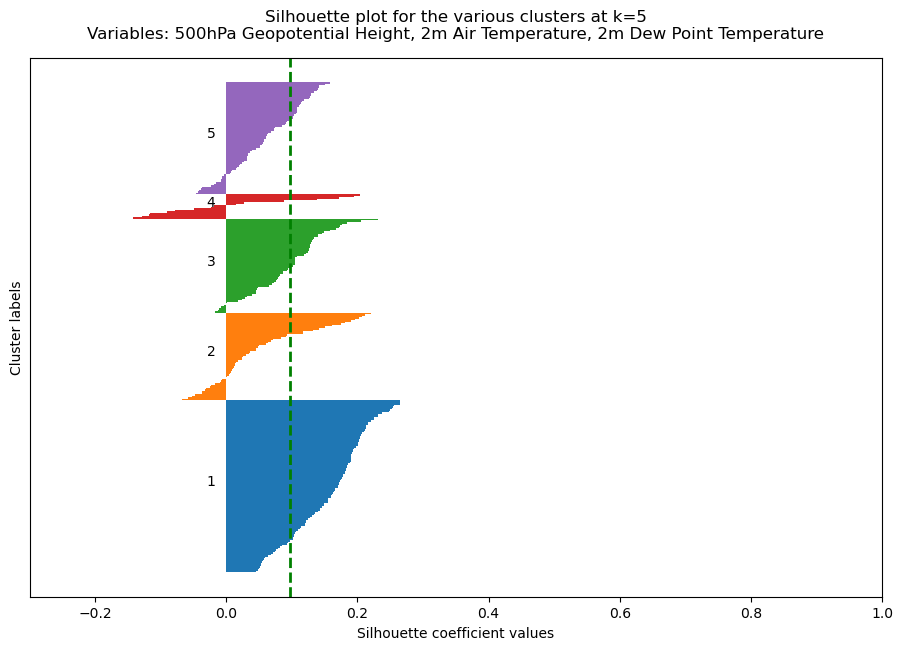 Silhouette plot for the various clusters at k=5
Variables: 500hPa Geopotential Height, 2m Air Temperature, 2m Dew Point Temperature
Cluster labels
5
4
3
2
1
−0.2 0.0 0.2 0.4 0.6 0.8 1.0
Silhouette coefficient values